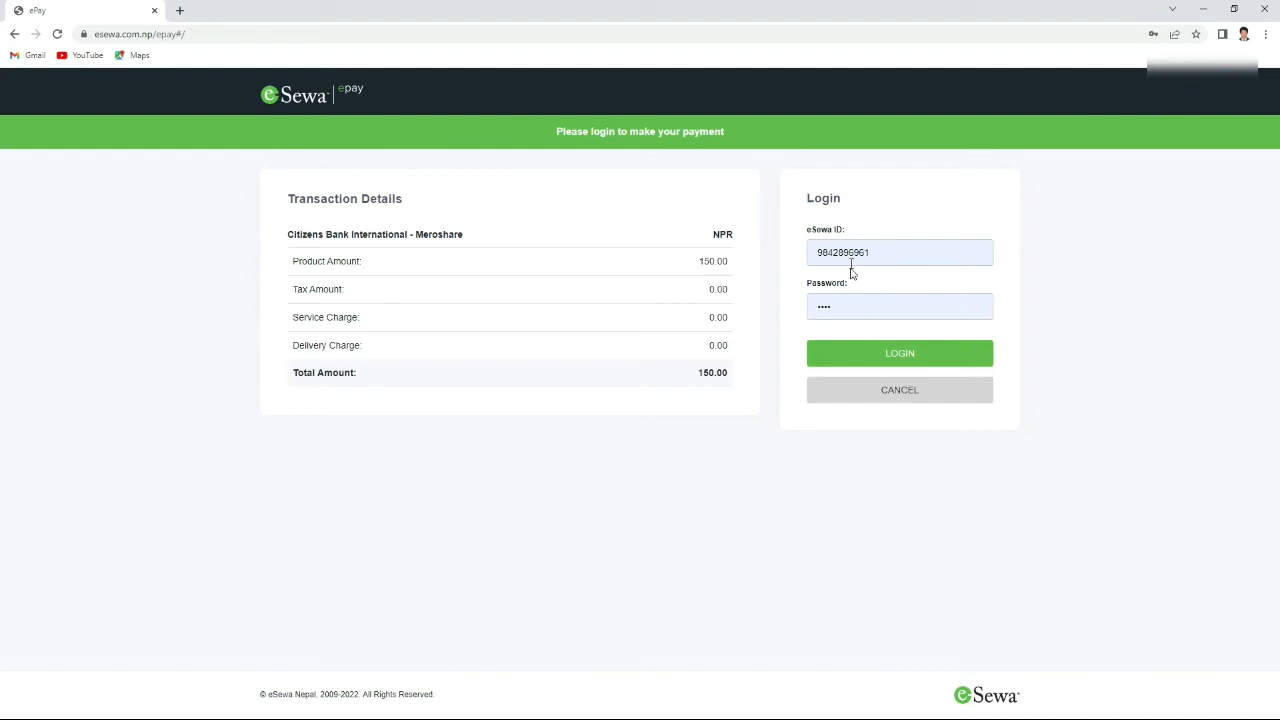 ePay
esewa.com.np/epay#/
Gmail YouTube Maps
eSewa epay
Please login to make your payment
Transaction Details
Citizens Bank International - Meroshare NPR
Product Amount: 150.00
Tax Amount: 0.00
Service Charge: 0.00
Delivery Charge: 0.00
Total Amount: 150.00
Login
eSewa ID:
9842896961
Password:
••••
LOGIN
CANCEL
© eSewa Nepal, 2009-2022. All Rights Reserved.
eSewa